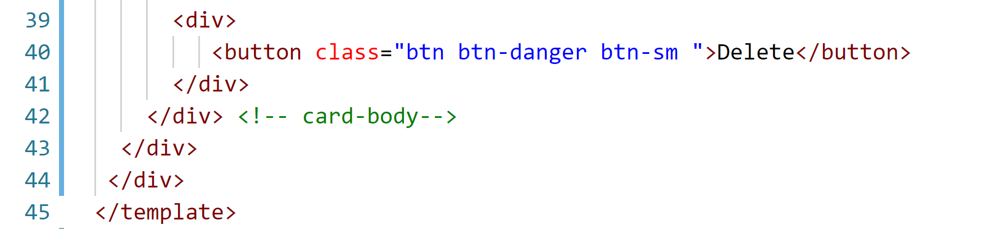 39 <div>
40 <button class="btn btn-danger btn-sm ">Delete</button>
41 </div>
42 </div> <!-- card-body-->
43 </div>
44 </div>
45 </template>